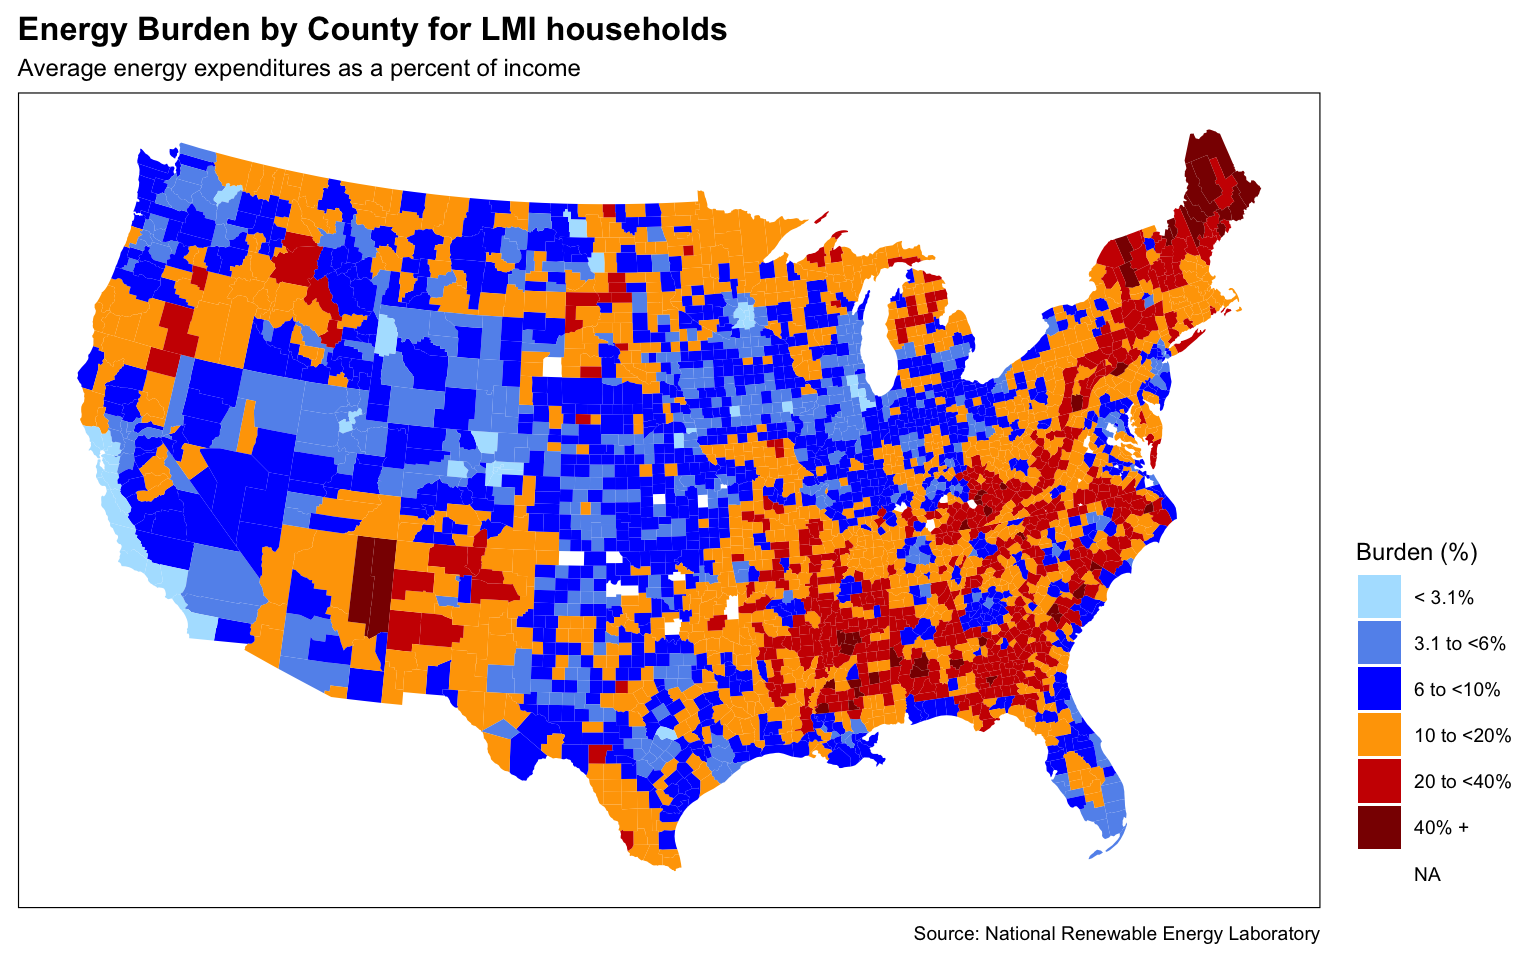 Energy Burden by County for LMI households
Average energy expenditures as a percent of income
Burden (%)
< 3.1%
3.1 to <6%
6 to <10%
10 to <20%
20 to <40%
40% +
NA
Source: National Renewable Energy Laboratory